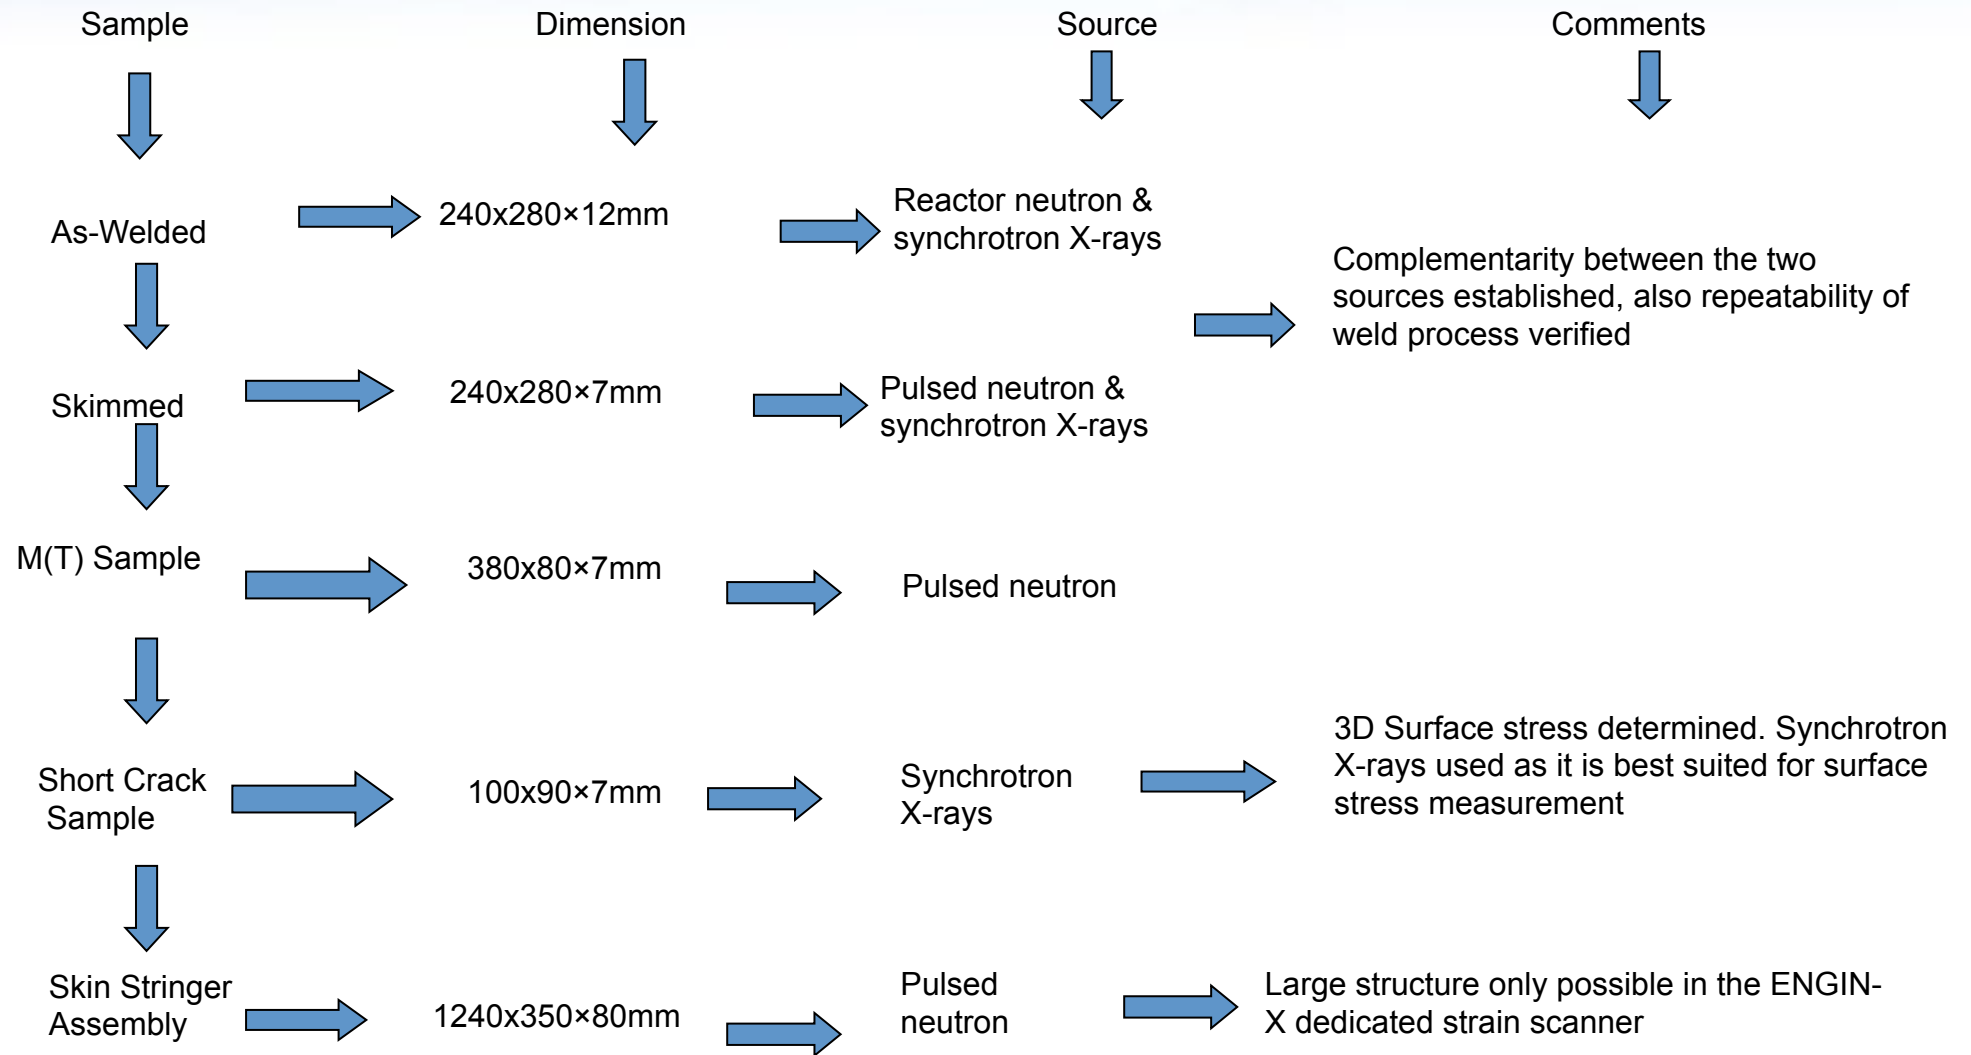 Sample
Dimension
Source
Comments
As-Welded
240x280×12mm
Reactor neutron &
synchrotron X-rays
Complementarity between the two
sources established, also repeatability of
weld process verified
Skimmed
240x280×7mm
Pulsed neutron &
synchrotron X-rays
M(T) Sample
380x80×7mm
Pulsed neutron
Short Crack
Sample
100x90×7mm
Synchrotron
X-rays
3D Surface stress determined. Synchrotron
X-rays used as it is best suited for surface
stress measurement
Skin Stringer
Assembly
1240x350×80mm
Pulsed
neutron
Large structure only possible in the ENGIN-
X dedicated strain scanner